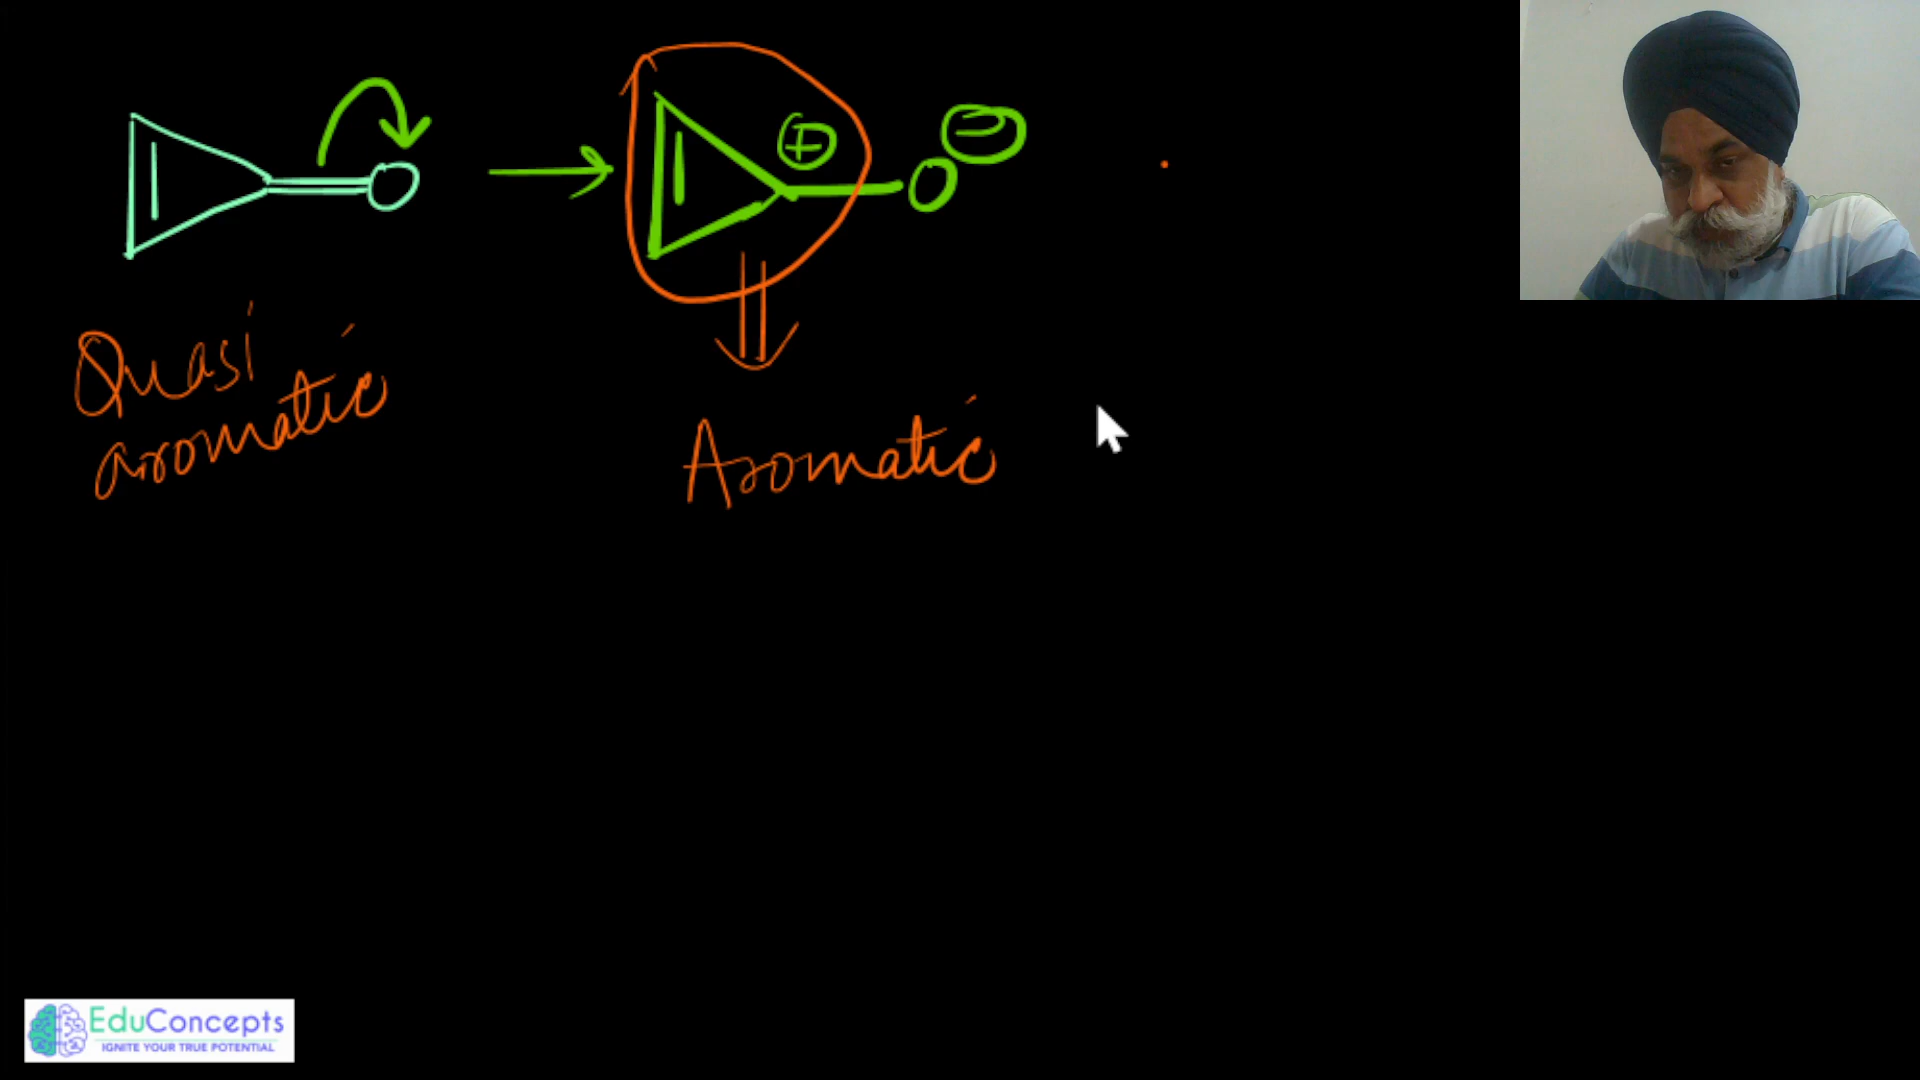 O
⊕
O⊖
Quasi
aromatic
Aromatic
EduConcepts
IGNITE YOUR TRUE POTENTIAL